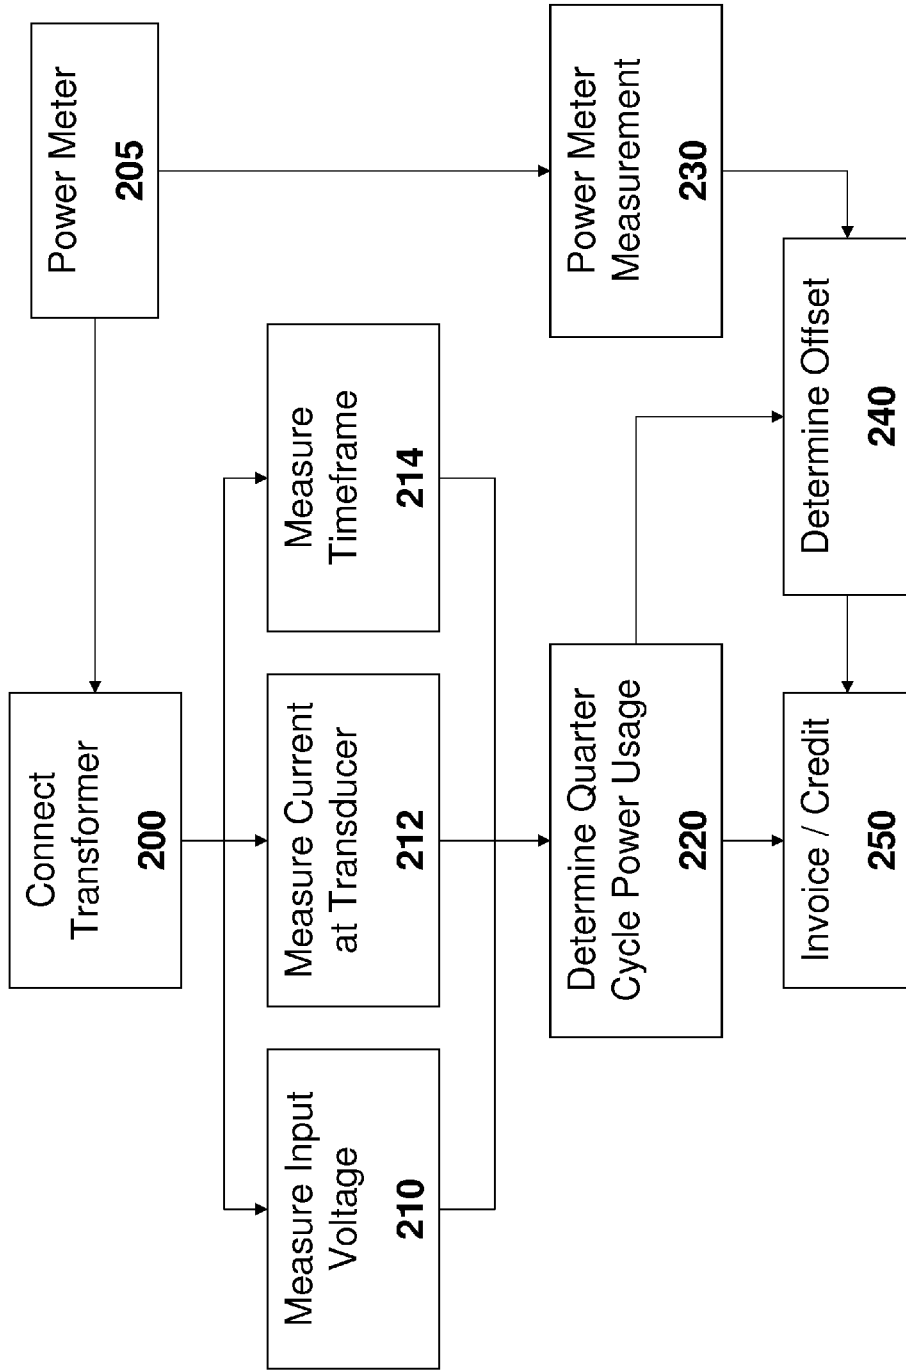 Connect
Transformer
200
Power Meter
205
Measure Input
Voltage
210
Measure Current
at Transducer
212
Measure
Timeframe
214
Determine Quarter
Cycle Power Usage
220
Power Meter
Measurement
230
Determine Offset
240
Invoice / Credit
250